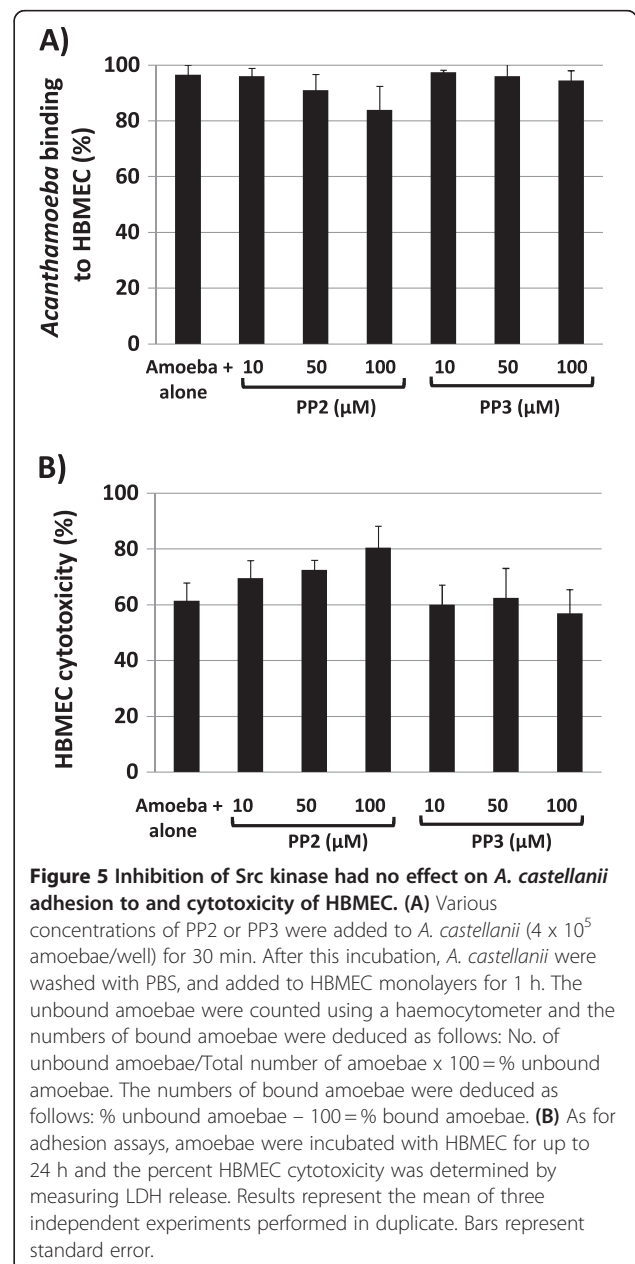 A)
Acanthamoeba binding
to HBMEC (%)
100
80
60
40
20
0
Amoeba + 10 50 100 10 50 100
alone
PP2 (µM) PP3 (µM)
B)
HBMEC cytotoxicity (%)
100
80
60
40
20
0
Amoeba + 10 50 100 10 50 100
alone
PP2 (µM) PP3 (µM)
Figure 5 Inhibition of Src kinase had no effect on A. castellanii
adhesion to and cytotoxicity of HBMEC. (A) Various
concentrations of PP2 or PP3 were added to A. castellanii (4 x 10⁵
amoebae/well) for 30 min. After this incubation, A. castellanii were
washed with PBS, and added to HBMEC monolayers for 1 h. The
unbound amoebae were counted using a haemocytometer and the
numbers of bound amoebae were deduced as follows: No. of
unbound amoebae/Total number of amoebae x 100 = % unbound
amoebae. The numbers of bound amoebae were deduced as
follows: % unbound amoebae – 100 = % bound amoebae. (B) As for
adhesion assays, amoebae were incubated with HBMEC for up to
24 h and the percent HBMEC cytotoxicity was determined by
measuring LDH release. Results represent the mean of three
independent experiments performed in duplicate. Bars represent
standard error.